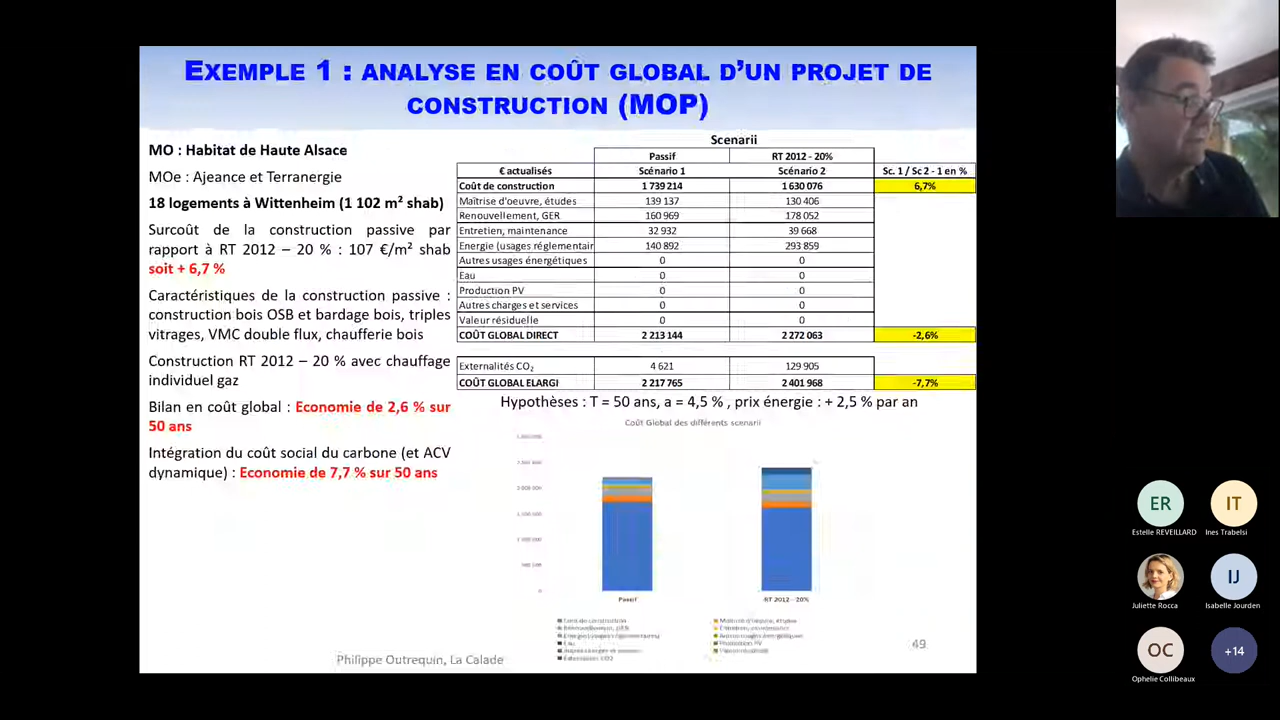 EXEMPLE 1 : ANALYSE EN COÛT GLOBAL D’UN PROJET DE
CONSTRUCTION (MOP)
MO : Habitat de Haute Alsace
MOe : Ajeance et Terranergie
18 logements à Wittenheim (1 102 m² shab)
Surcoût de la construction passive par
rapport à RT 2012 – 20 % : 107 €/m² shab
soit + 6,7 %
Caractéristiques de la construction passive :
construction bois OSB et bardage bois, triples
vitrages, VMC double flux, chaufferie bois
Construction RT 2012 – 20 % avec chauffage
individuel gaz
Bilan en coût global : Economie de 2,6 % sur
50 ans
Intégration du coût social du carbone (et ACV
dynamique) : Economie de 7,7 % sur 50 ans
Scenarii
Passif RT 2012 - 20%
€ actualisés Scénario 1 Scénario 2 Sc. 1 / Sc 2 - 1 en %
Coût de construction 1 739 214 1 630 076 6,7%
Maîtrise d'oeuvre, études 139 137 130 406
Renouvellement, GER 160 969 178 052
Entretien, maintenance 32 932 39 668
Energie (usages réglementair 140 892 293 859
Autres usages énergétiques 0 0
Eau 0 0
Production PV 0 0
Autres charges et services 0 0
Valeur résiduelle 0 0
COÛT GLOBAL DIRECT 2 213 144 2 272 063 -2,6%
Externalités CO₂ 4 621 129 905
COÛT GLOBAL ELARGI 2 217 765 2 401 968 -7,7%
Hypothèses : T = 50 ans, a = 4,5 % , prix énergie : + 2,5 % par an
Coût Global des différents scenarii
Passif RT 2012 - 20%
Philippe Outrequin, La Calade
49
ER IT
Estelle REVEILLARD Ines Trabelsi
IJ
Juliette Rocca Isabelle Jourden
OC +14
Ophelie Collibeaux